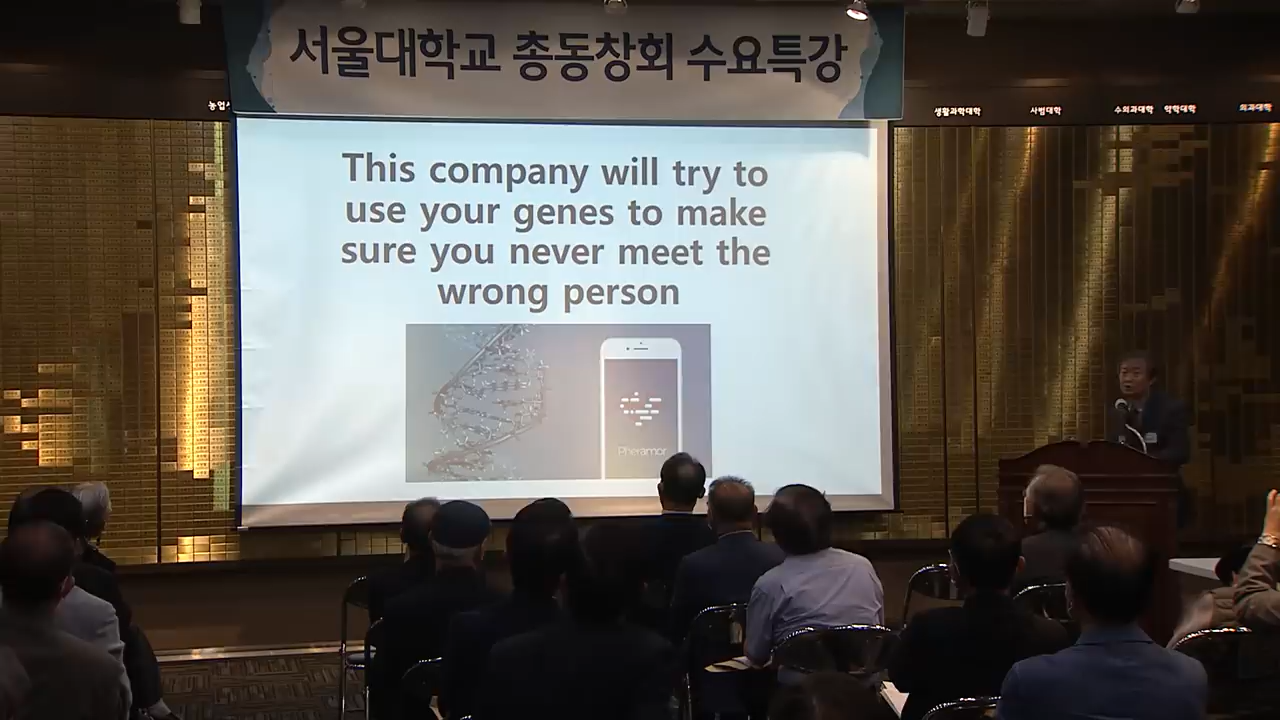 서울대학교 총동창회 수요특강
농업
생활과학대학
사범대학
수의과대학
약학대학
의과대학
This company will try to
use your genes to make
sure you never meet the
wrong person
Pheramor